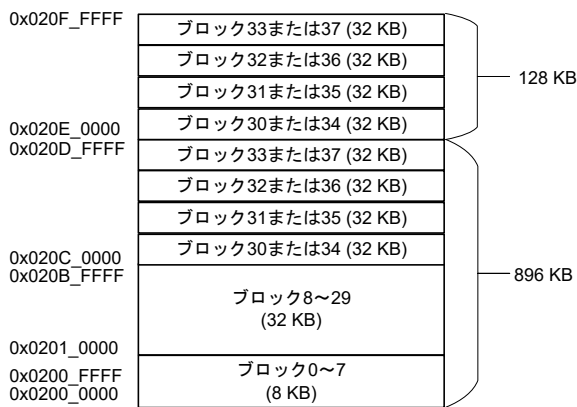 0x020F_FFFF
ブロック33または37 (32 KB)
ブロック32または36 (32 KB)
ブロック31または35 (32 KB)
128 KB
0x020E_0000
ブロック30または34 (32 KB)
0x020D_FFFF
ブロック33または37 (32 KB)
ブロック32または36 (32 KB)
ブロック31または35 (32 KB)
0x020C_0000
ブロック30または34 (32 KB)
0x020B_FFFF
896 KB
ブロック8～29
(32 KB)
0x0201_0000
0x0200_FFFF
ブロック0～7
0x0200_0000
(8 KB)